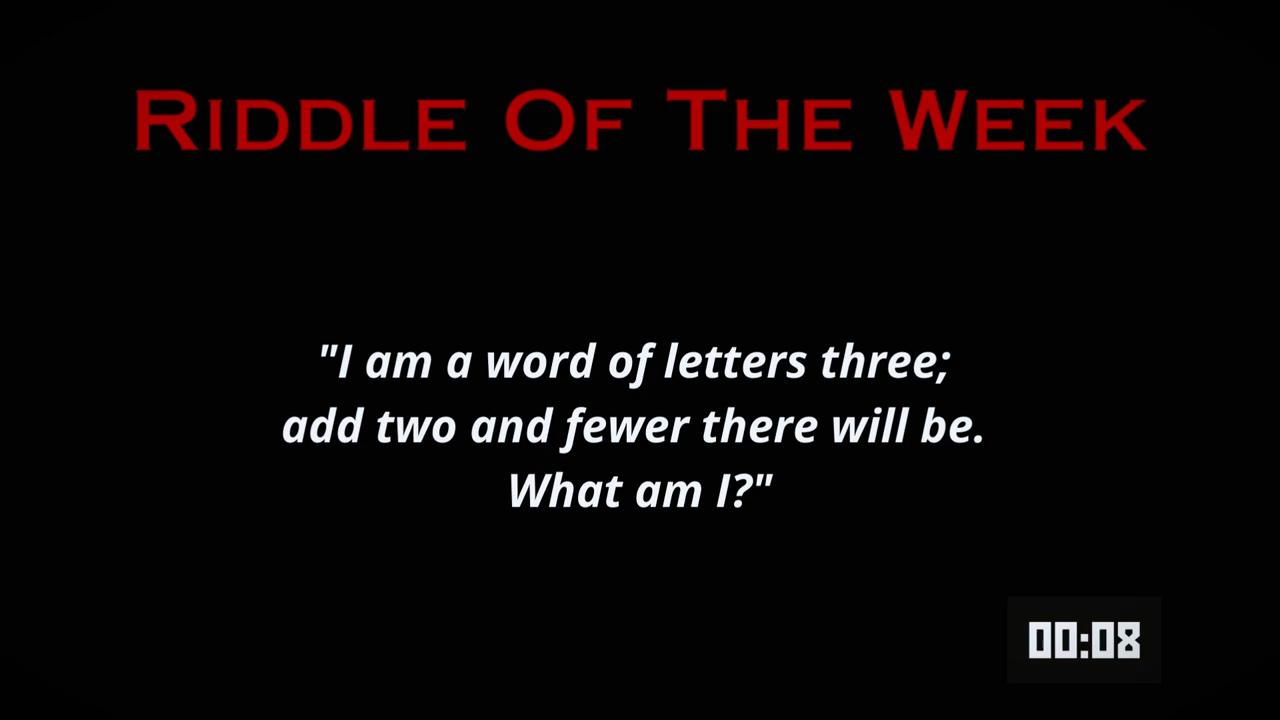 Riddle Of The Week
"I am a word of letters three;
add two and fewer there will be.
What am I?"
00:08